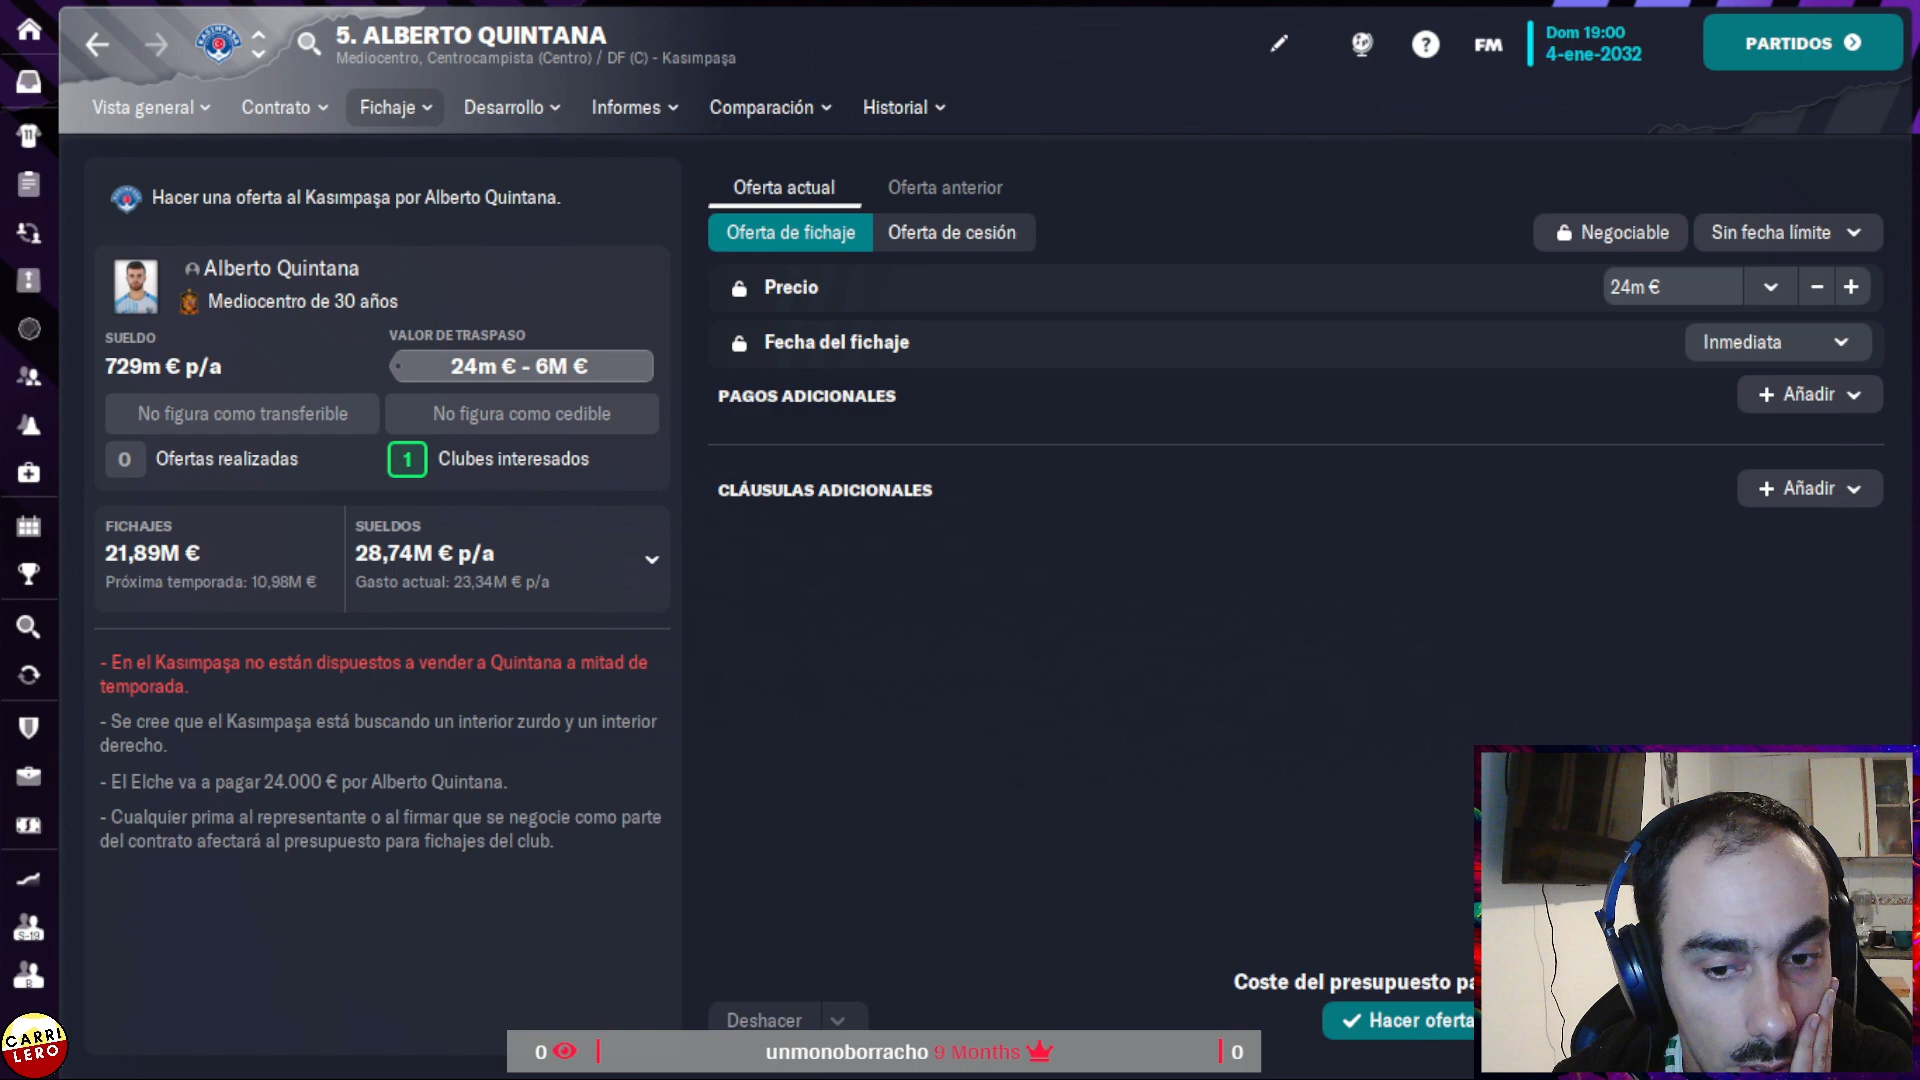 5. ALBERTO QUINTANA
Mediocentro, Centrocampista (Centro) / DF (C) - Kasımpaşa
FM
Dom 19:00
4-ene-2032
PARTIDOS
Vista general
Contrato
Fichaje
Desarrollo
Informes
Comparación
Historial
Hacer una oferta al Kasımpaşa por Alberto Quintana.
Alberto Quintana
Mediocentro de 30 años
SUELDO
729m € p/a
VALOR DE TRASPASO
24m € - 6M €
No figura como transferible
No figura como cedible
0 Ofertas realizadas
1 Clubes interesados
FICHAJES
21,89M €
Próxima temporada: 10,98M €
SUELDOS
28,74M € p/a
Gasto actual: 23,34M € p/a
- En el Kasımpaşa no están dispuestos a vender a Quintana a mitad de
temporada.
- Se cree que el Kasımpaşa está buscando un interior zurdo y un interior
derecho.
- El Elche va a pagar 24.000 € por Alberto Quintana.
- Cualquier prima al representante o al firmar que se negocie como parte
del contrato afectará al presupuesto para fichajes del club.
Oferta actual
Oferta anterior
Oferta de fichaje
Oferta de cesión
Negociable
Sin fecha límite
Precio
24m €
Fecha del fichaje
Inmediata
PAGOS ADICIONALES
+ Añadir
CLÁUSULAS ADICIONALES
+ Añadir
Coste del presupuesto pa
Deshacer
Hacer oferta
0
unmonoborracho 9 Months
0
S-19
B
CARRI
LERO